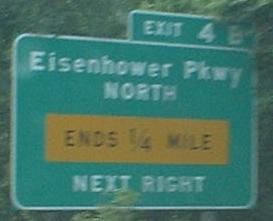 EXIT 4 B
Eisenhower Pkwy
NORTH
ENDS ¼ MILE
NEXT RIGHT